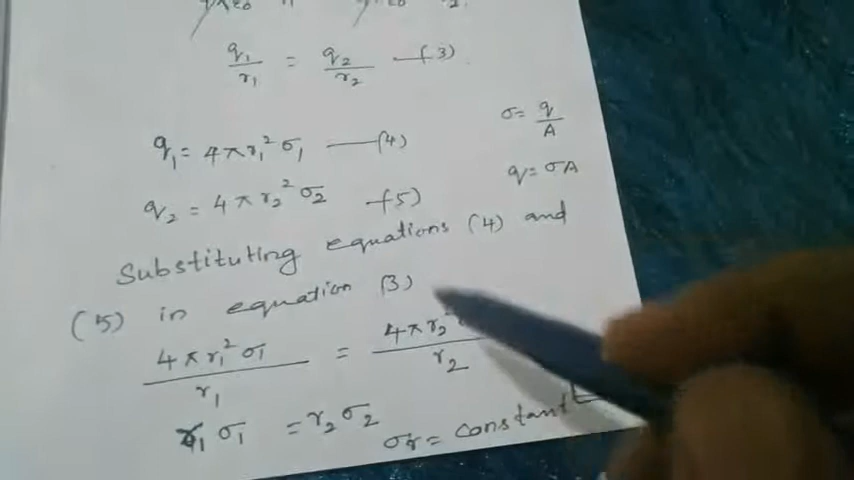 q₁/r₁ = q₂/r₂ —(3)
σ = q/A
q₁ = 4πr₁²σ₁ —(4)
q = σA
q₂ = 4πr₂²σ₂ —(5)
Substituting equations (4) and
(5) in equation (3)
4πr₁²σ₁/r₁ = 4πr₂²/r₂
r₁σ₁ = r₂σ₂
σr = constant